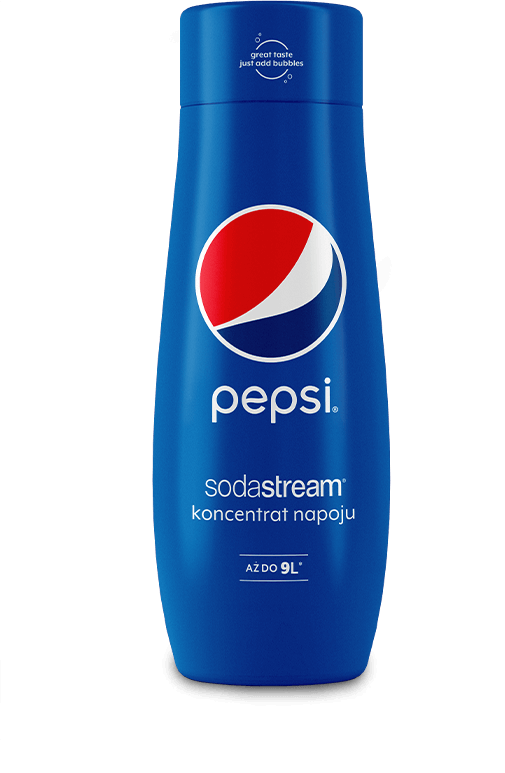 great taste
just add bubbles
pepsi®
sodastream®
koncentrat napoju
AŻ DO 9L*